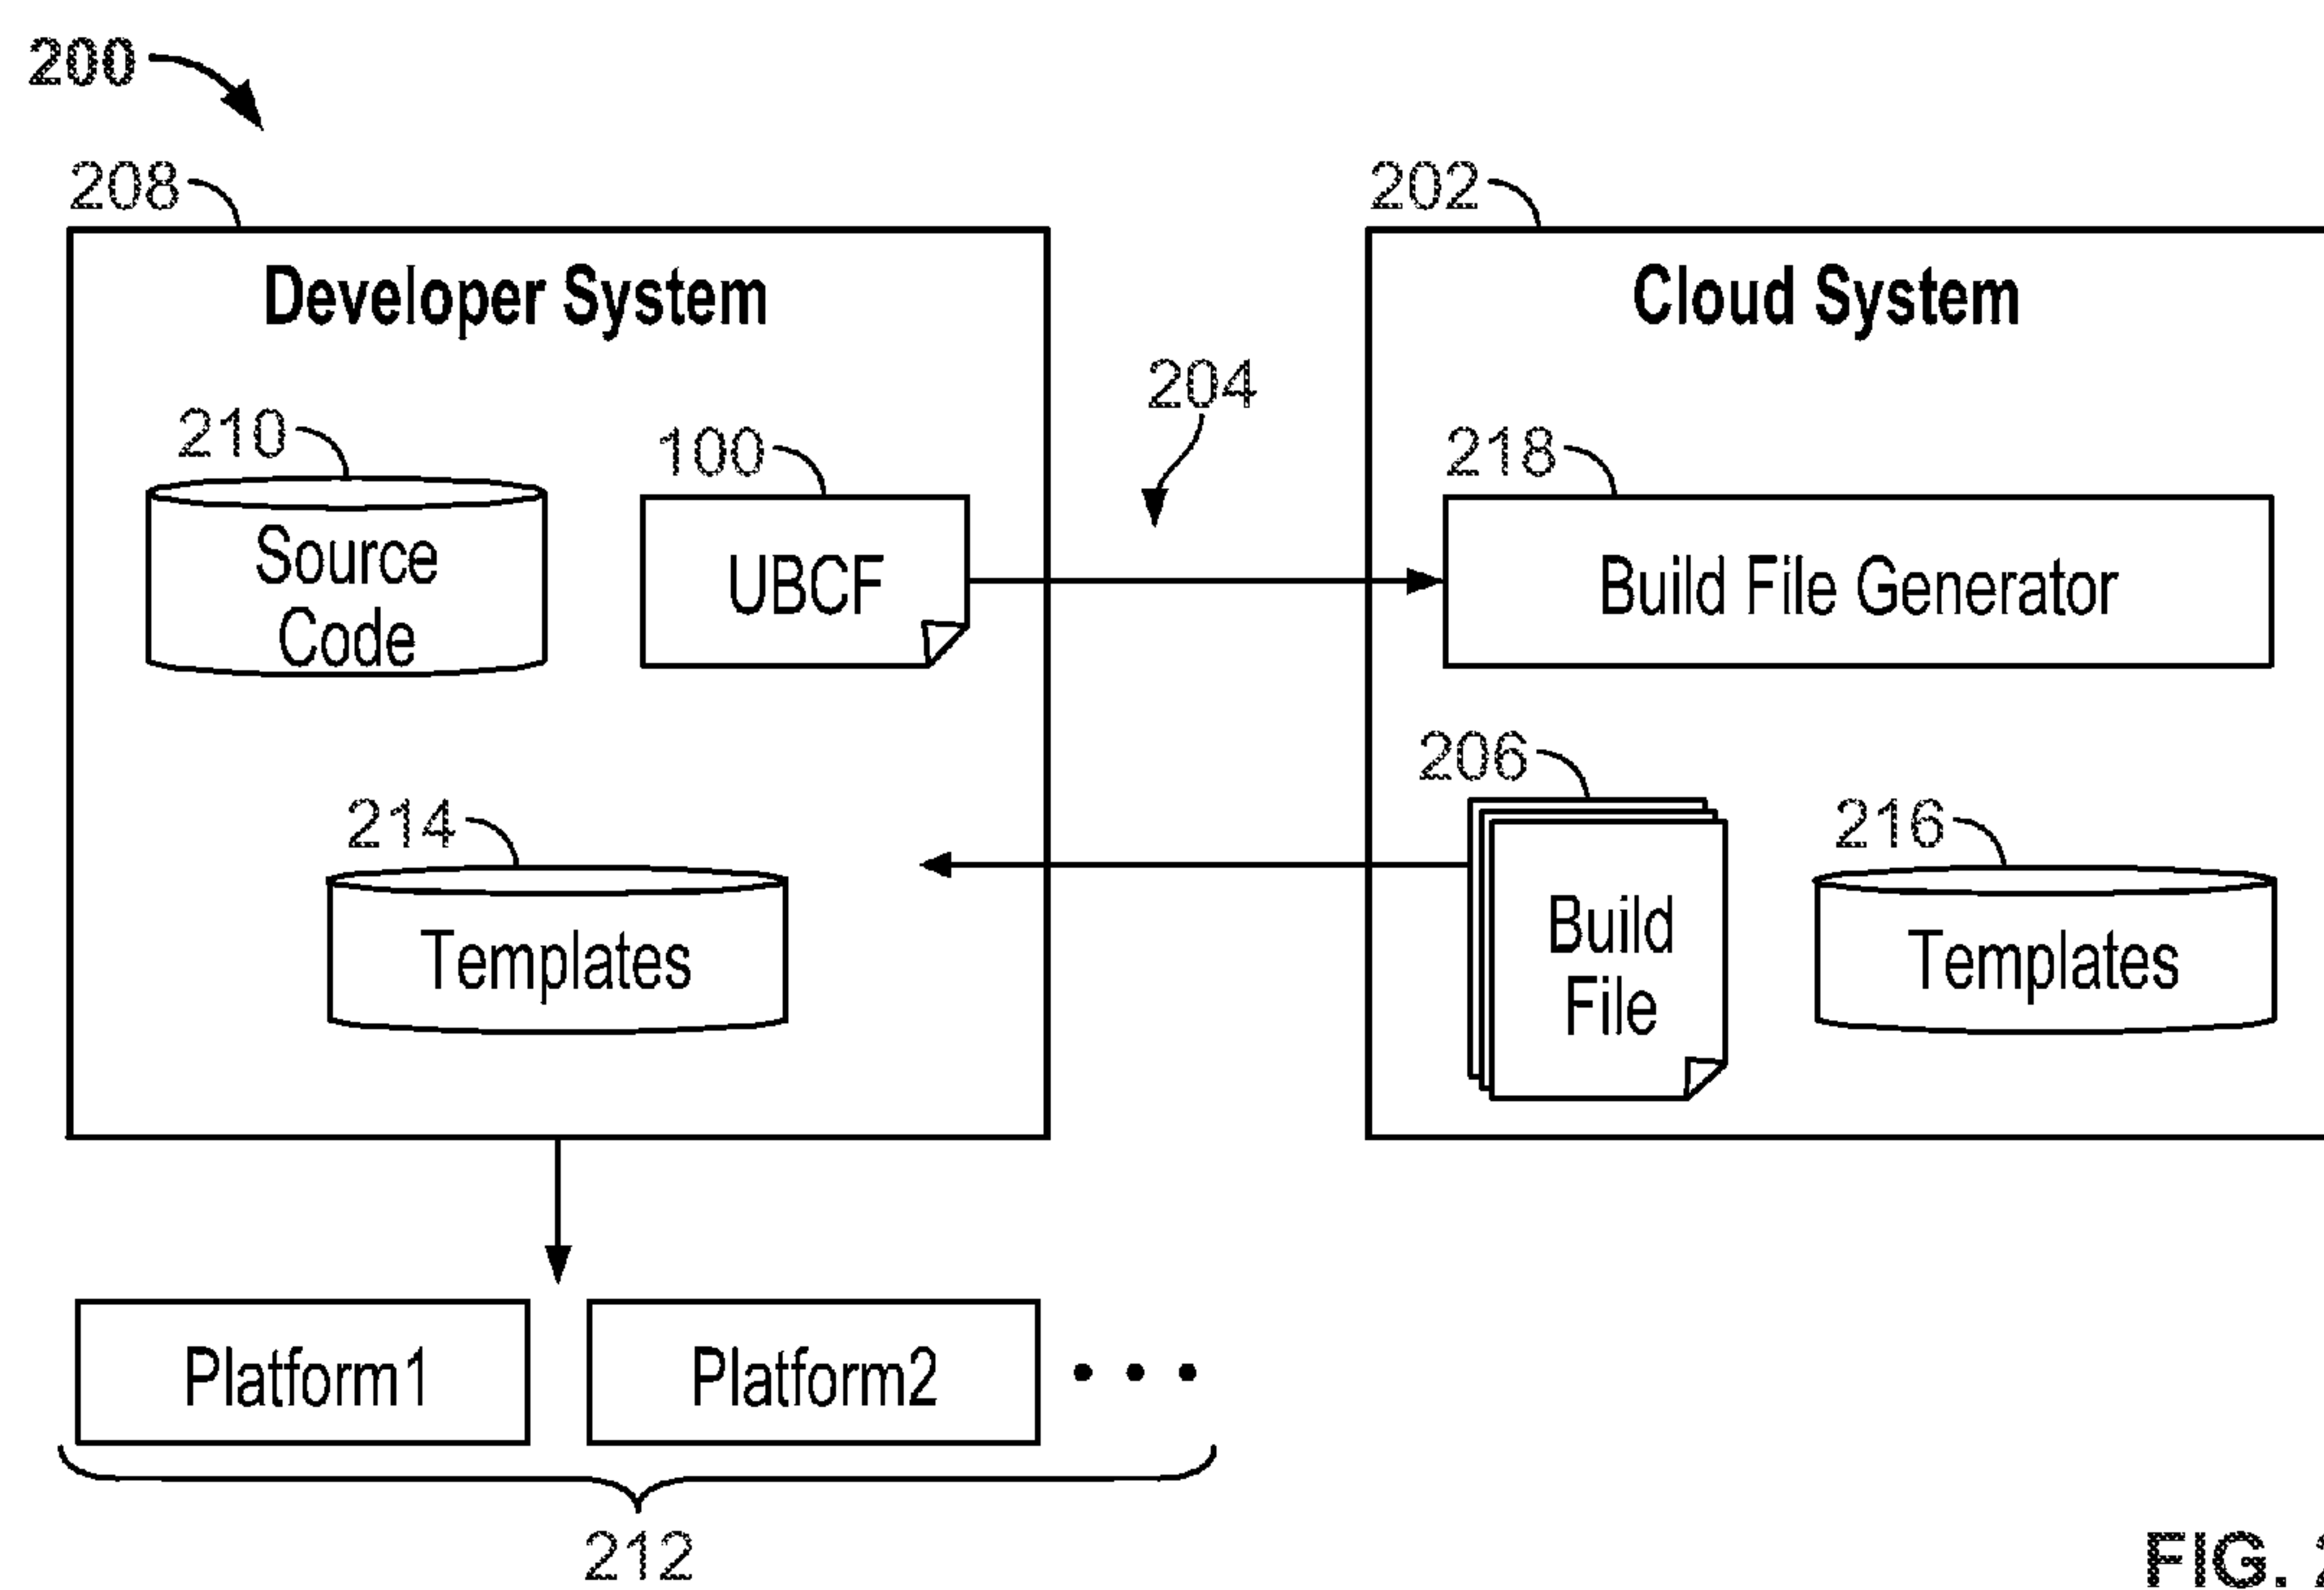 200
208
202
Developer System
Cloud System
204
210
100
218
Source
Code
UBCF
Build File Generator
206
214
216
Templates
Build
File
Templates
Platform1
Platform2
212
FIG.